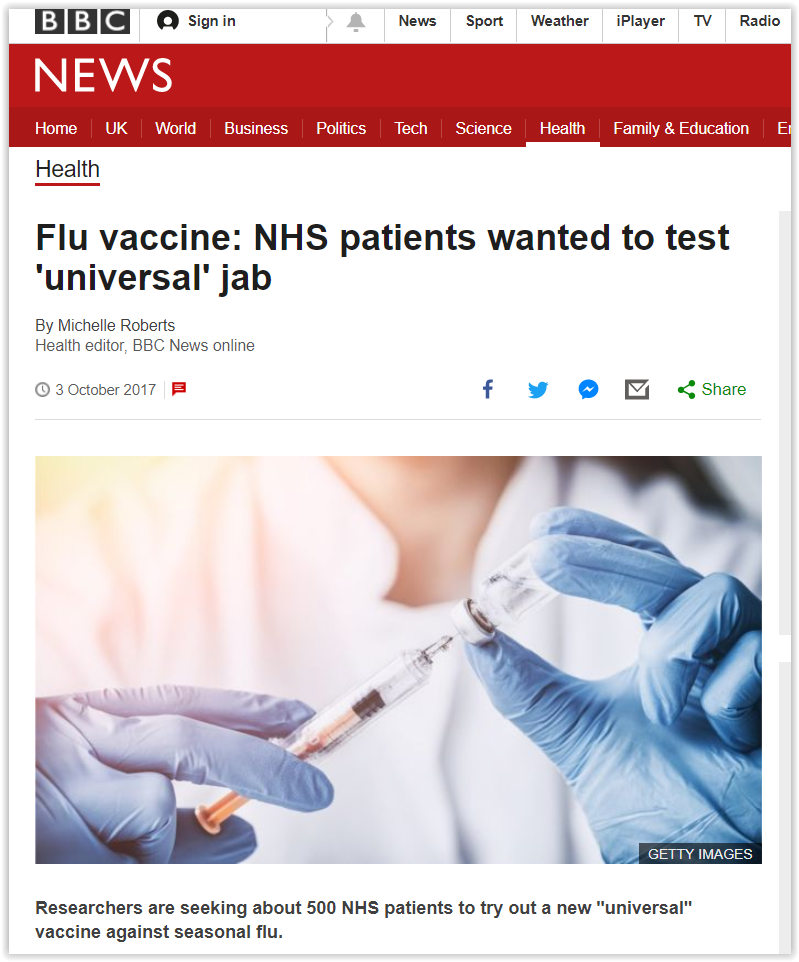 BBC Sign in News Sport Weather iPlayer TV Radio
NEWS
Home UK World Business Politics Tech Science Health Family & Education
Health
Flu vaccine: NHS patients wanted to test
'universal' jab
By Michelle Roberts
Health editor, BBC News online
3 October 2017 Share
GETTY IMAGES
Researchers are seeking about 500 NHS patients to try out a new "universal"
vaccine against seasonal flu.